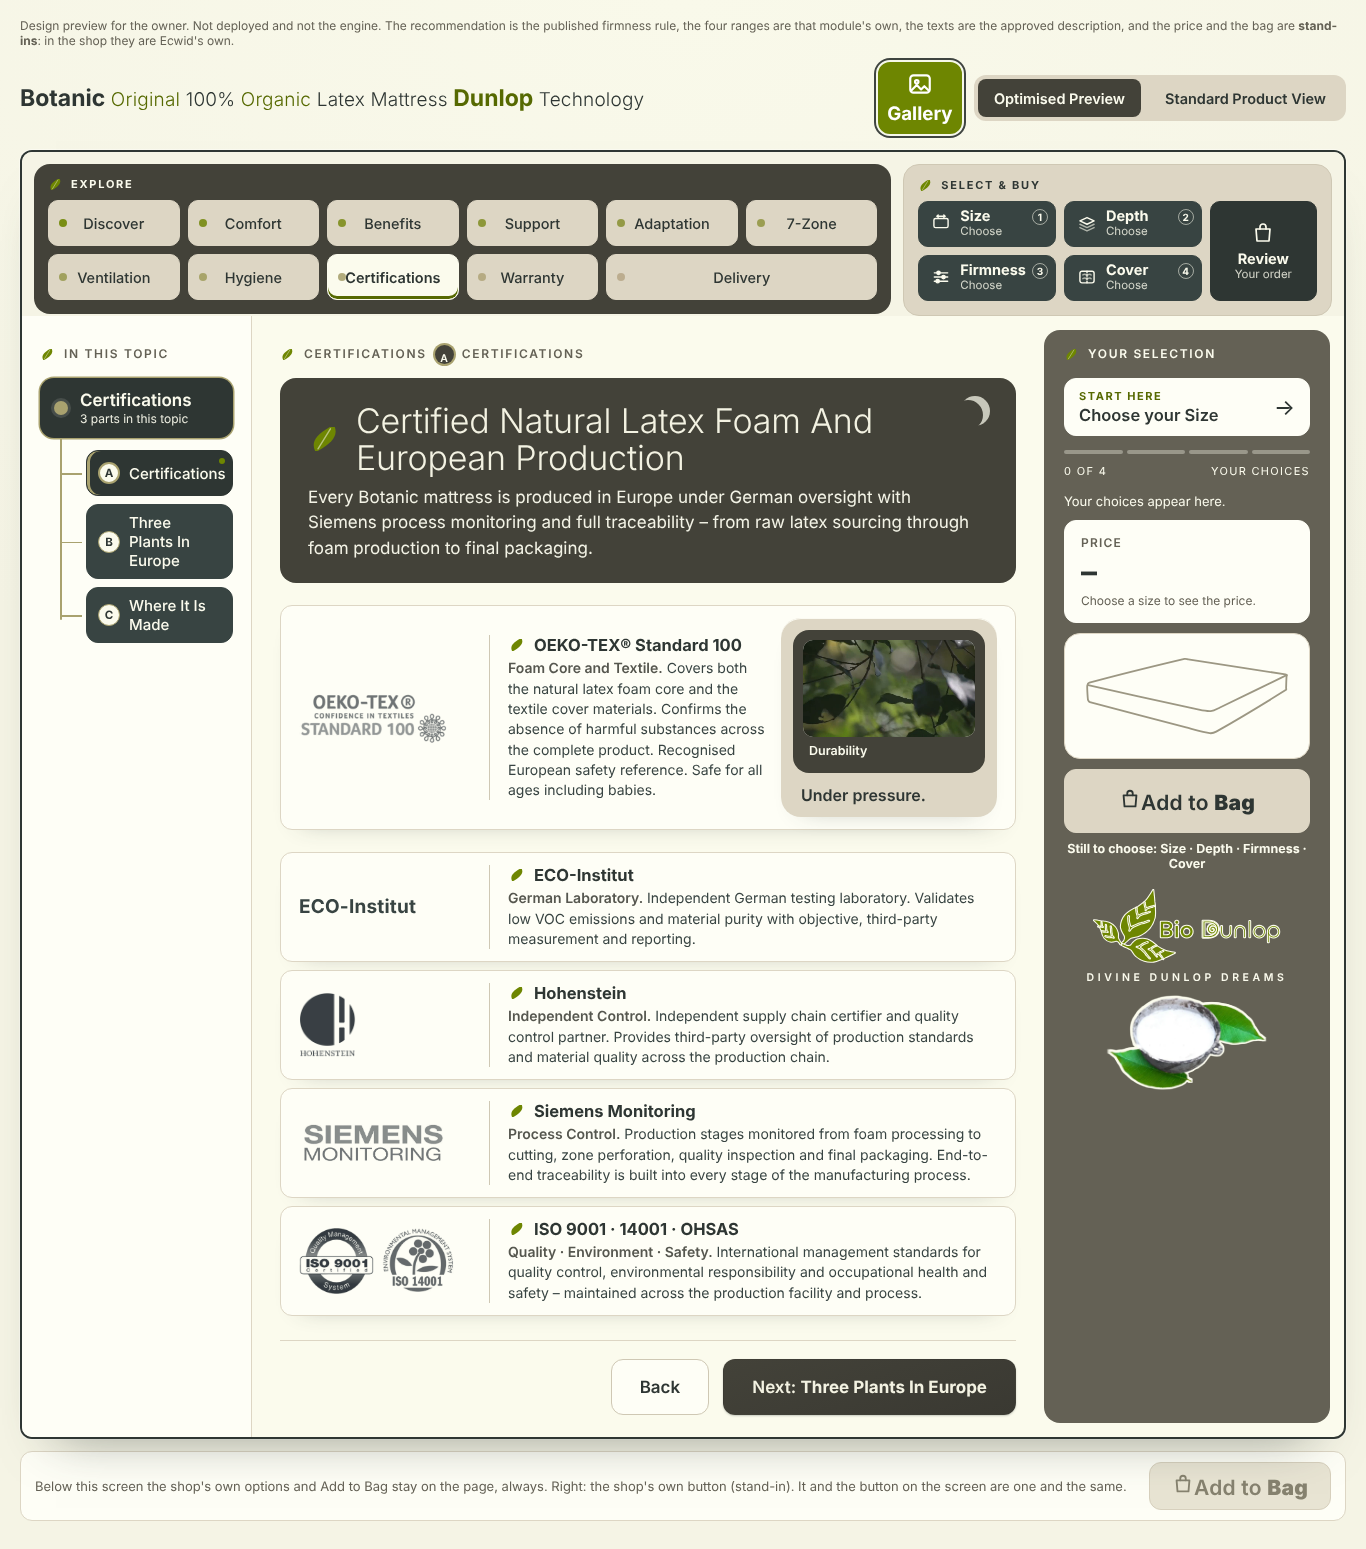 Design preview for the owner. Not deployed and not the engine. The recommendation is the published firmness rule, the four ranges are that module's own, the texts are the approved description, and the price and the bag are stand-
ins: in the shop they are Ecwid's own.
Botanic Original 100% Organic Latex Mattress Dunlop Technology
Gallery
Optimised Preview
Standard Product View
EXPLORE
Discover
Comfort
Benefits
Support
Adaptation
7-Zone
Ventilation
Hygiene
Certifications
Warranty
Delivery
SELECT & BUY
Size
Choose
1
Depth
Choose
2
Firmness
Choose
3
Cover
Choose
4
Review
Your order
IN THIS TOPIC
Certifications
3 parts in this topic
A Certifications
B Three
Plants In
Europe
C Where It Is
Made
CERTIFICATIONS A CERTIFICATIONS
Certified Natural Latex Foam And
European Production
Every Botanic mattress is produced in Europe under German oversight with
Siemens process monitoring and full traceability – from raw latex sourcing through
foam production to final packaging.
OEKO-TEX®
CONFIDENCE IN TEXTILES
STANDARD 100
OEKO-TEX® Standard 100
Foam Core and Textile. Covers both
the natural latex foam core and the
textile cover materials. Confirms the
absence of harmful substances across
the complete product. Recognised
European safety reference. Safe for all
ages including babies.
Durability
Under pressure.
ECO-Institut
ECO-Institut
German Laboratory. Independent German testing laboratory. Validates
low VOC emissions and material purity with objective, third-party
measurement and reporting.
HOHENSTEIN
Hohenstein
Independent Control. Independent supply chain certifier and quality
control partner. Provides third-party oversight of production standards
and material quality across the production chain.
SIEMENS
MONITORING
Siemens Monitoring
Process Control. Production stages monitored from foam processing to
cutting, zone perforation, quality inspection and final packaging. End-to-
end traceability is built into every stage of the manufacturing process.
Quality Management
ISO 9001
Certified
System
ENVIRONMENTAL MANAGEMENT SYSTEM
ISO 14001
ISO 9001 · 14001 · OHSAS
Quality · Environment · Safety. International management standards for
quality control, environmental responsibility and occupational health and
safety – maintained across the production facility and process.
Back
Next: Three Plants In Europe
YOUR SELECTION
START HERE
Choose your Size
0 OF 4
YOUR CHOICES
Your choices appear here.
PRICE
–
Choose a size to see the price.
Add to Bag
Still to choose: Size · Depth · Firmness ·
Cover
Bio Dunlop
DIVINE DUNLOP DREAMS
Below this screen the shop's own options and Add to Bag stay on the page, always. Right: the shop's own button (stand-in). It and the button on the screen are one and the same.
Add to Bag